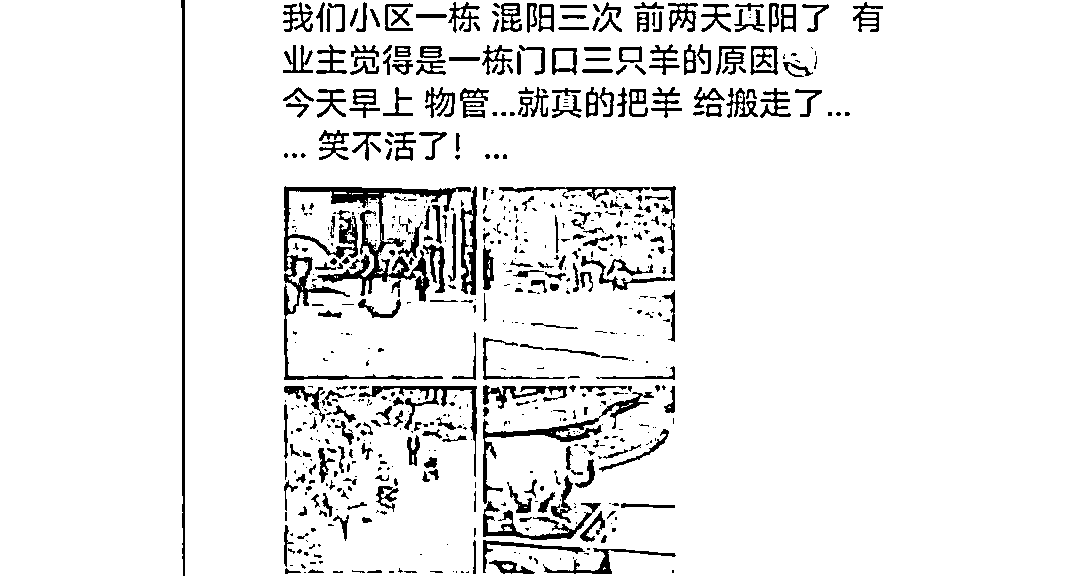 我们小区一栋 混阳三次 前两天真阳了 有
业主觉得是一栋门口三只羊的原因
今天早上 物管...就真的把羊 给搬走了...
... 笑不活了！...